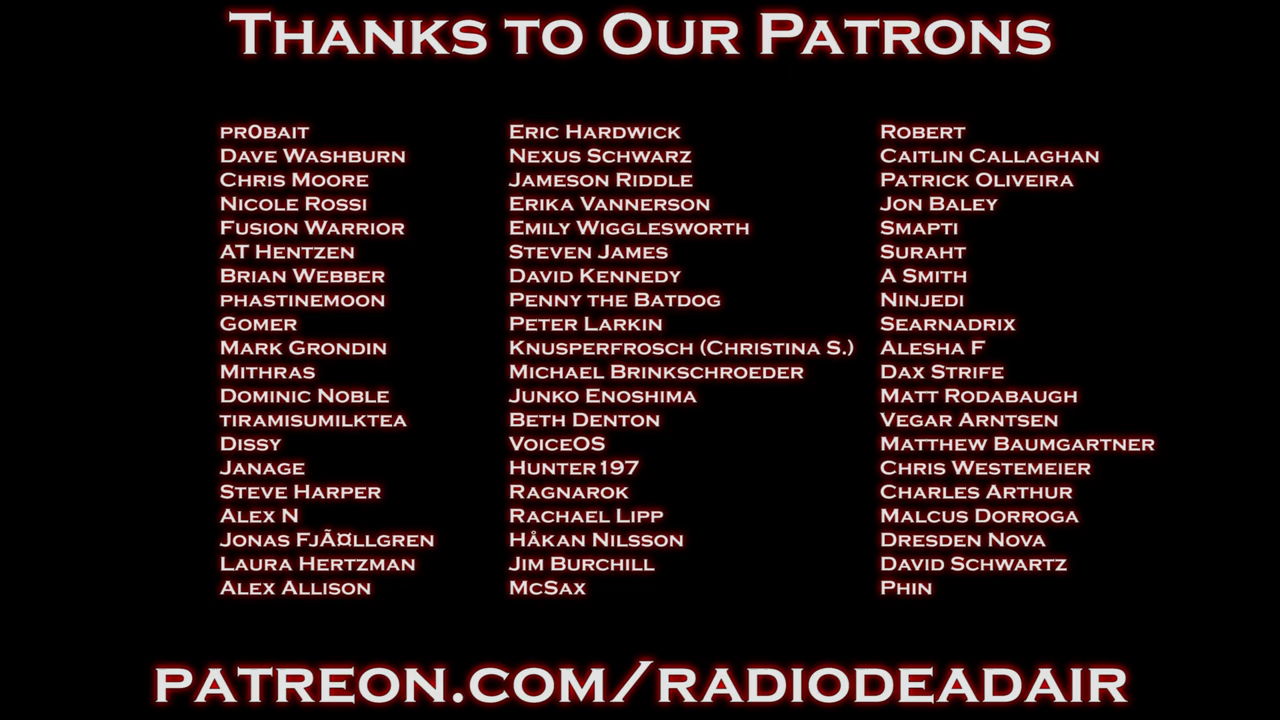 Thanks to Our Patrons
pr0bait
Dave Washburn
Chris Moore
Nicole Rossi
Fusion Warrior
AT Hentzen
Brian Webber
phastinemoon
Gomer
Mark Grondin
Mithras
Dominic Noble
tiramisumilktea
Dissy
Janage
Steve Harper
Alex N
Jonas FjÃ¤llgren
Laura Hertzman
Alex Allison
Eric Hardwick
Nexus Schwarz
Jameson Riddle
Erika Vannerson
Emily Wigglesworth
Steven James
David Kennedy
Penny the Batdog
Peter Larkin
Knusperfrosch (Christina S.)
Michael Brinkschroeder
Junko Enoshima
Beth Denton
VoiceOS
Hunter197
Ragnarok
Rachael Lipp
Håkan Nilsson
Jim Burchill
McSax
Robert
Caitlin Callaghan
Patrick Oliveira
Jon Baley
Smapti
Suraht
A Smith
Ninjedi
Searnadrix
Alesha F
Dax Strife
Matt Rodabaugh
Vegar Arntsen
Matthew Baumgartner
Chris Westemeier
Charles Arthur
Malcus Dorroga
Dresden Nova
David Schwartz
Phin
patreon.com/radiodeadair